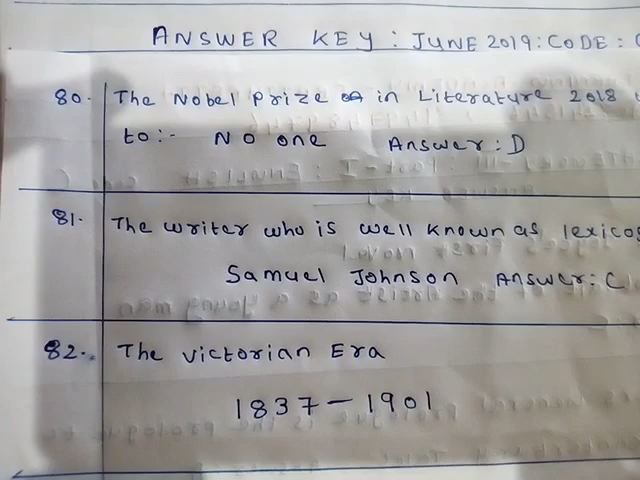 ANSWER KEY : JUNE 2019 : CODE :
80. The Nobel Prize in Literature 2018
to:- No one Answer : D
81. The writer who is well known as lexicog
Samuel Johnson Answer : C
82. The Victorian Era
1837 - 1901